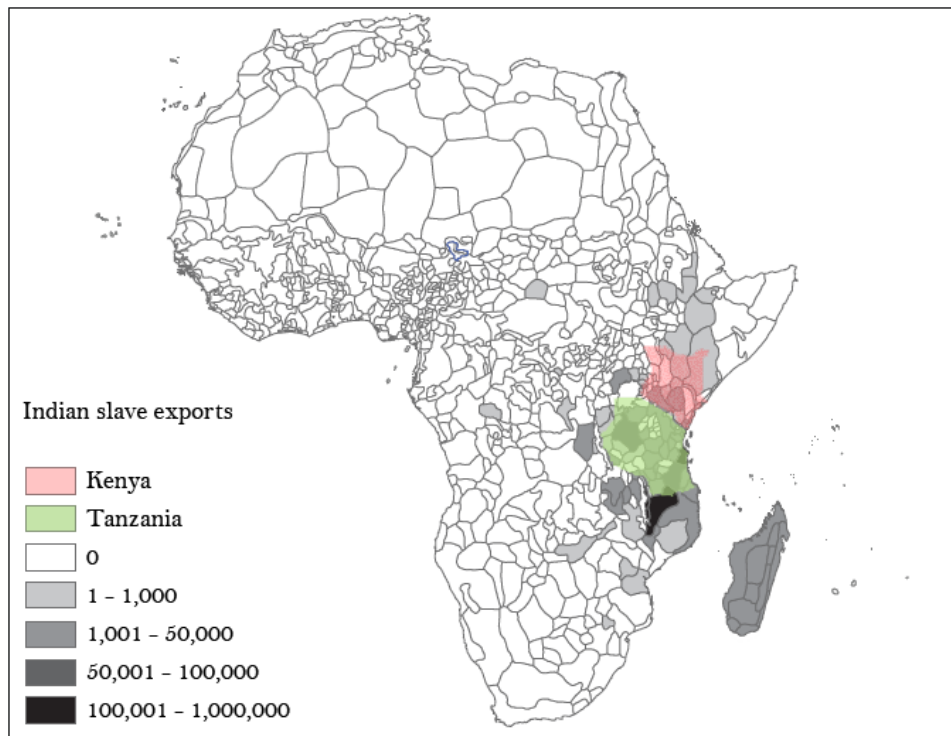 Indian slave exports
Kenya
Tanzania
0
1 – 1,000
1,001 – 50,000
50,001 – 100,000
100,001 – 1,000,000